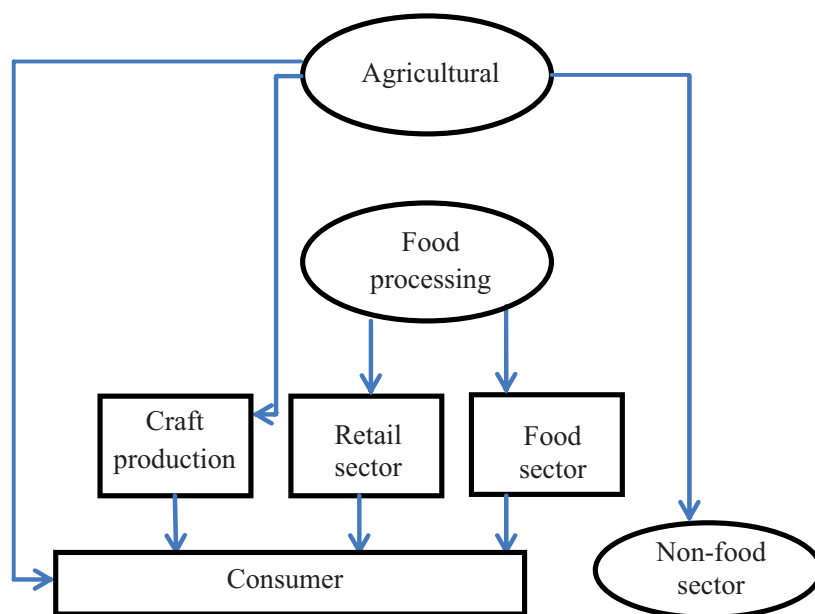 Agricultural
Food
processing
Craft
production
Retail
sector
Food
sector
Consumer
Non-food
sector